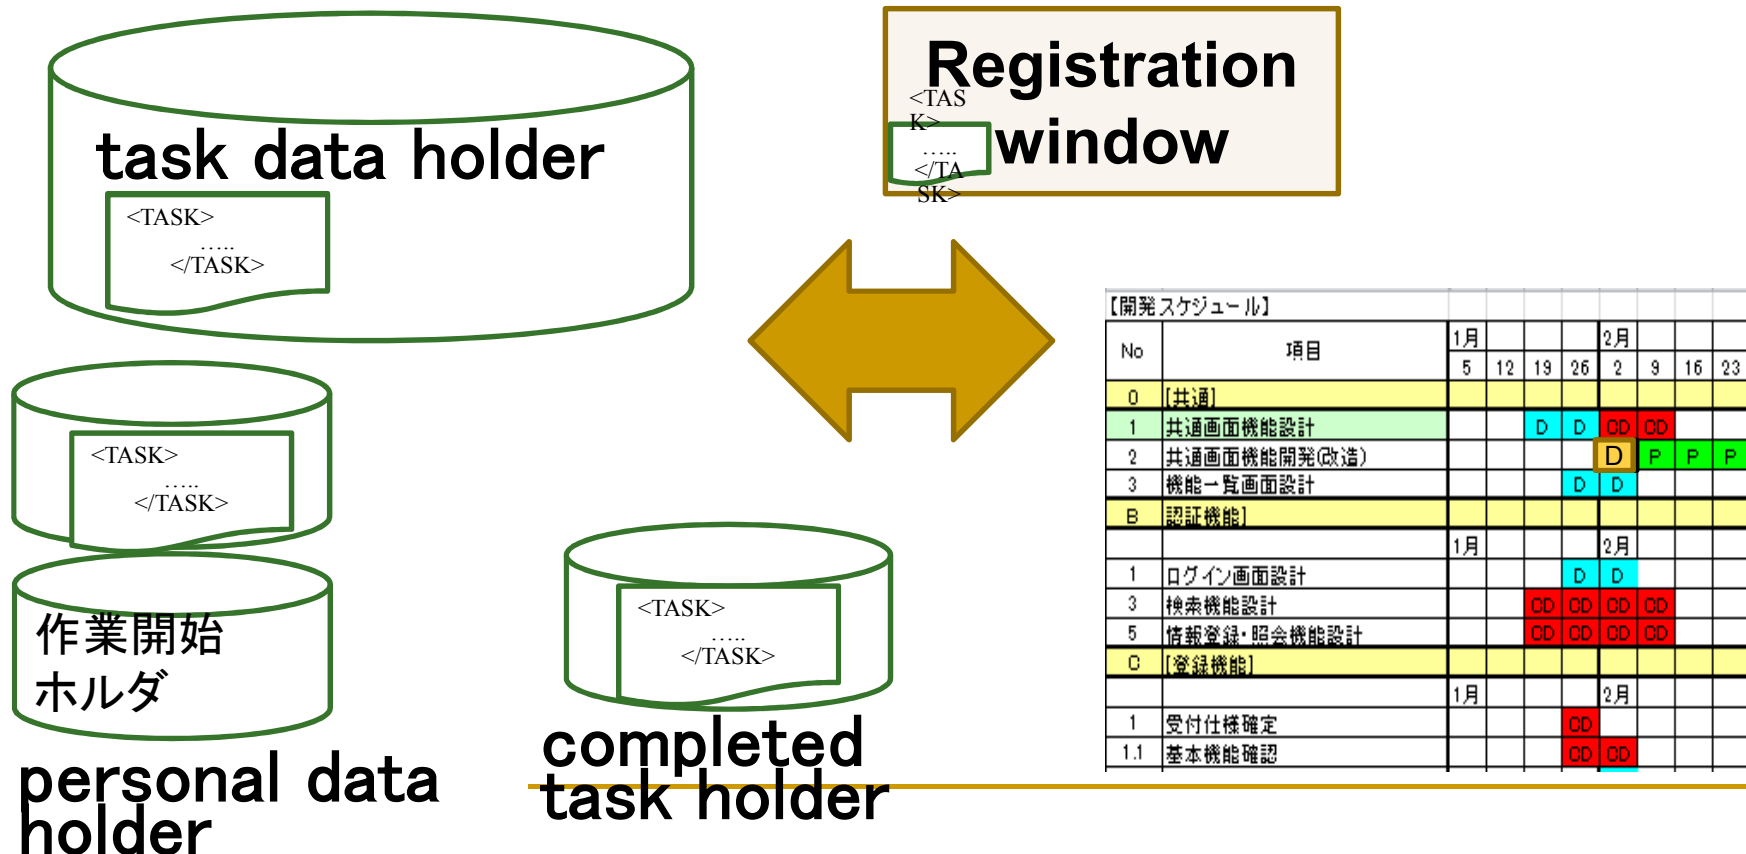 task data holder
<TASK>
…..
</TASK>
Registration
window
<TAS
K>
…..
</TA
SK>
<TASK>
…..
</TASK>
作業開始
ホルダ
personal data
holder
<TASK>
…..
</TASK>
completed
task holder
【開発スケジュール】
No 項目 1月 2月
5 12 19 26 2 9 16 23
0 [共通]
1 共通画面機能設計 D D CD CD
2 共通画面機能開発(改造) D P P P
3 機能一覧画面設計 D D
B 認証機能]
1月 2月
1 ログイン画面設計 D D
3 検索機能設計 CD CD CD CD
5 情報登録・照会機能設計 CD CD CD CD
C [登録機能]
1月 2月
1 受付仕様確定 CD
1.1 基本機能確認 CD CD